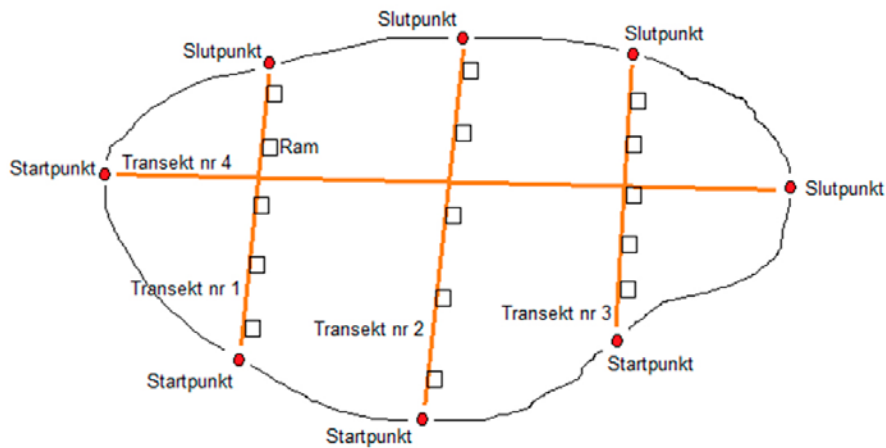 Slutpunkt
Slutpunkt
Slutpunkt
Ram
Startpunkt
Transekt nr 4
Slutpunkt
Transekt nr 1
Transekt nr 2
Transekt nr 3
Startpunkt
Startpunkt
Startpunkt